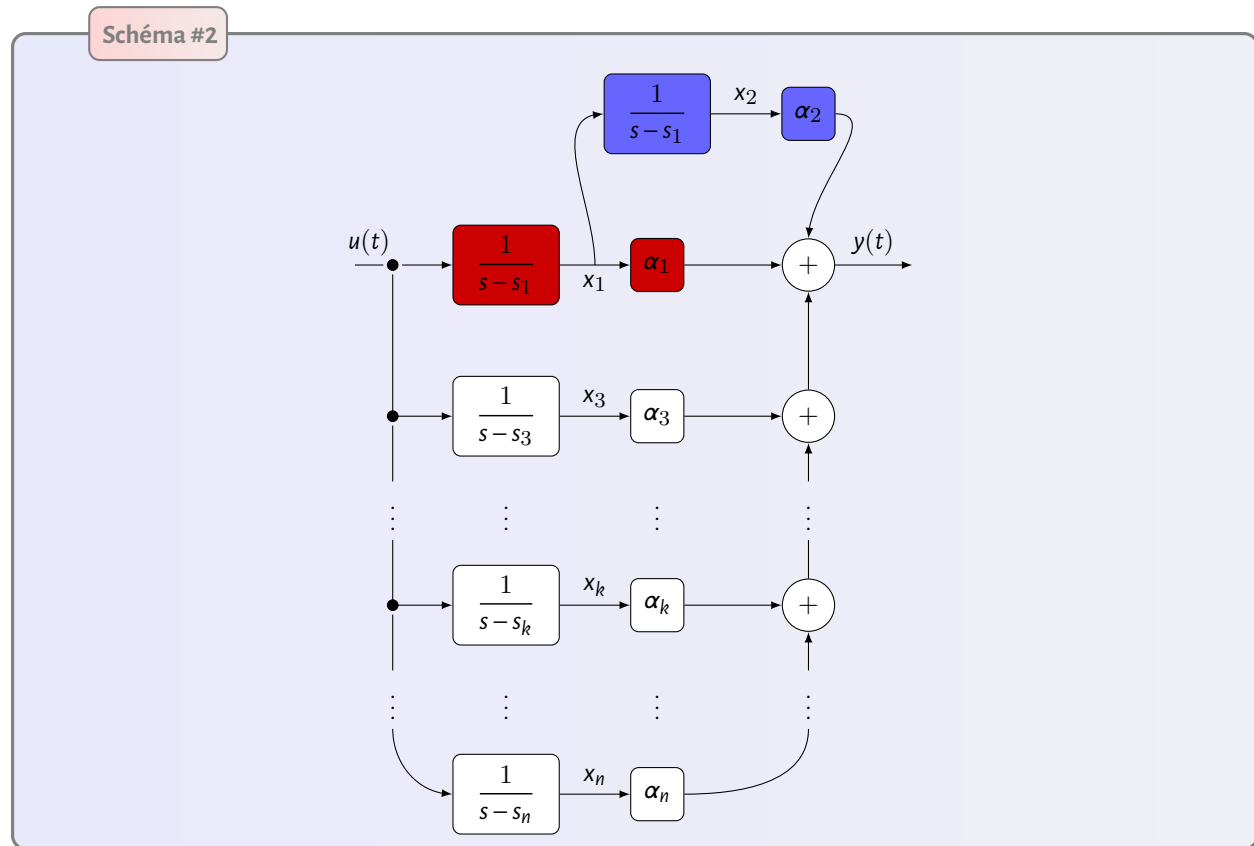 Schéma #2
1/(s−s₁) x₂ α₂
u(t) 1/(s−s₁) x₁ α₁ + y(t)
1/(s−s₃) x₃ α₃ +
⋮ ⋮ ⋮ ⋮
1/(s−sₖ) xₖ αₖ +
⋮ ⋮ ⋮ ⋮
1/(s−sₙ) xₙ αₙ